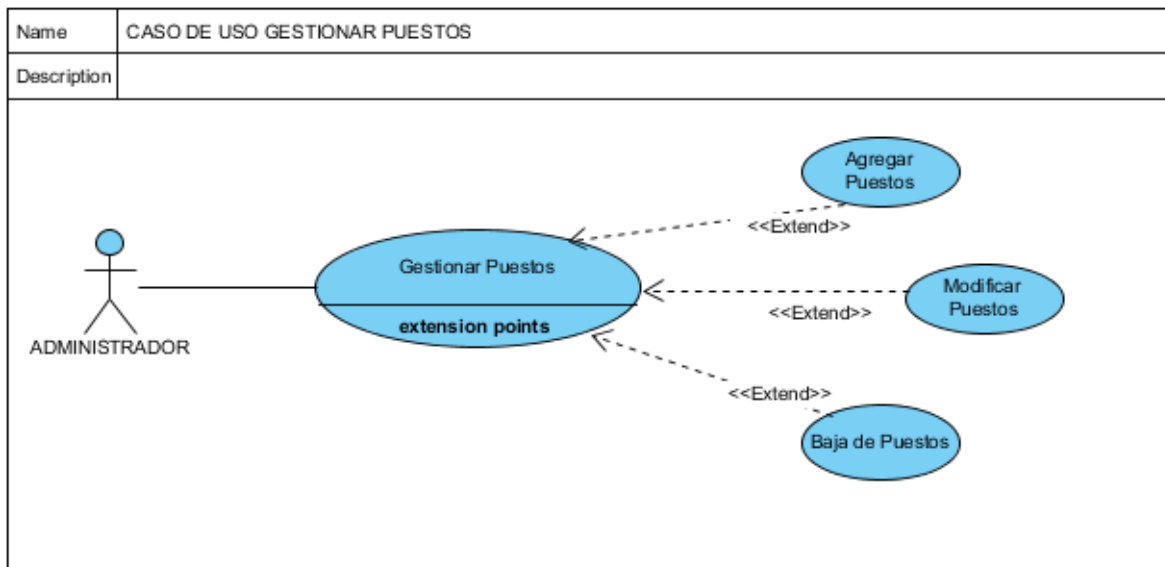 Name
CASO DE USO GESTIONAR PUESTOS
Description
Agregar
Puestos
<<Extend>>
Gestionar Puestos
Modificar
Puestos
<<Extend>>
extension points
ADMINISTRADOR
<<Extend>>
Baja de Puestos